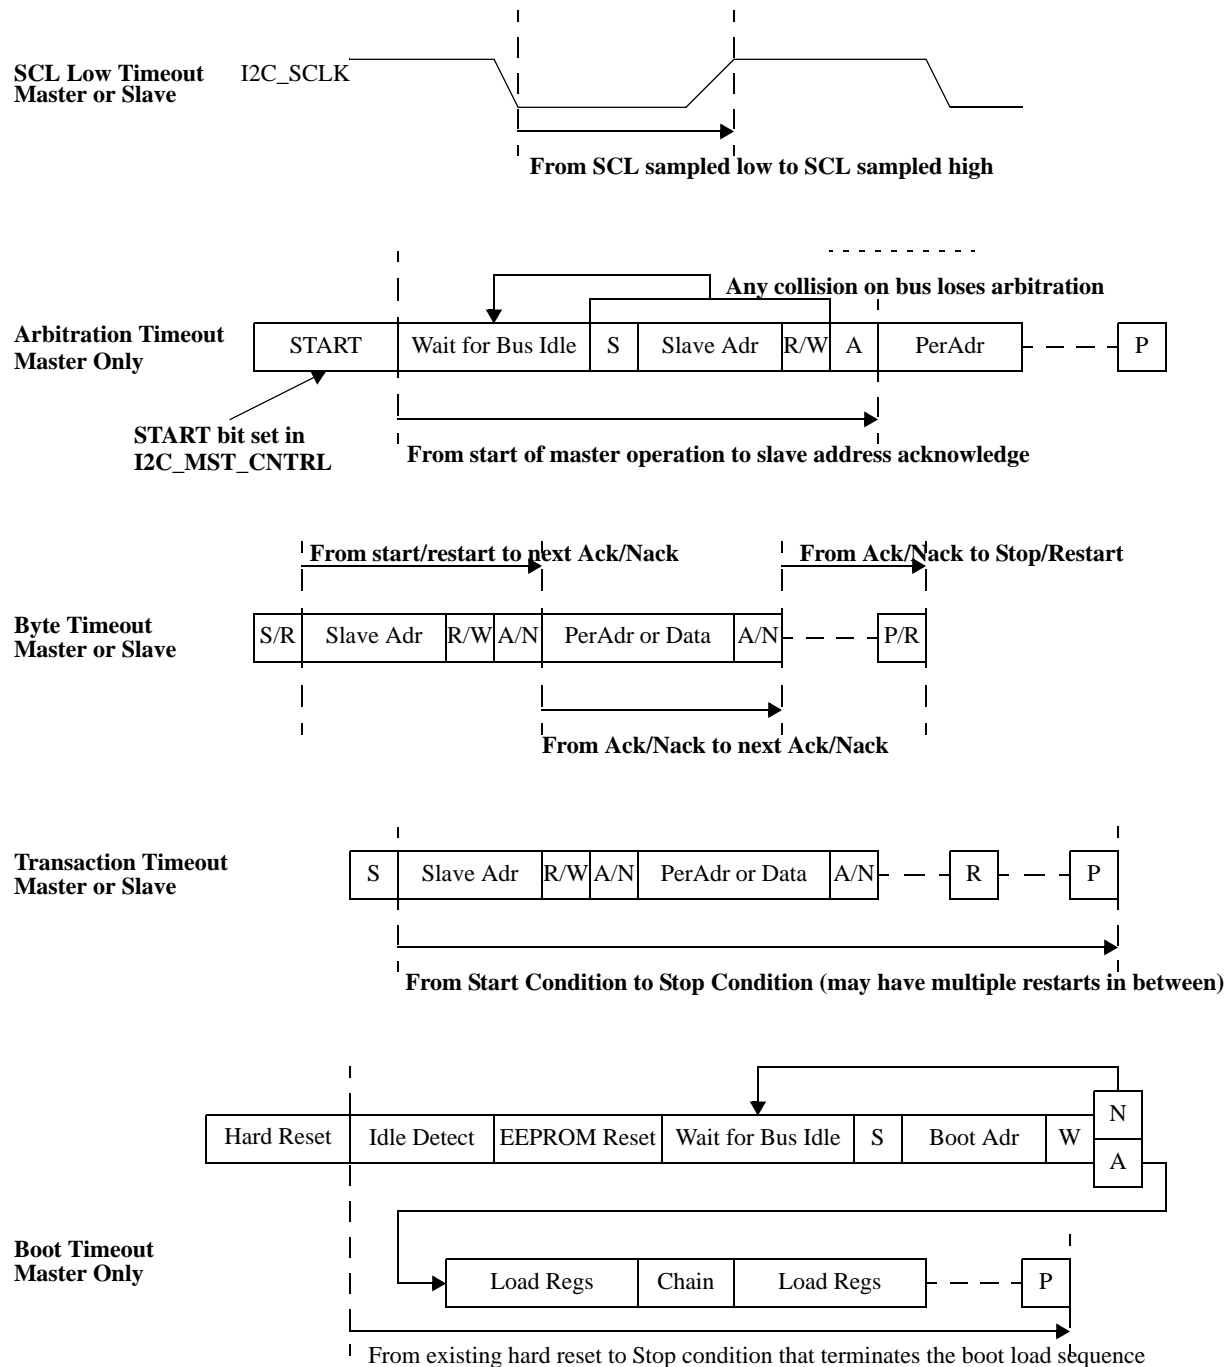 SCL Low Timeout
Master or Slave
I2C_SCLK
From SCL sampled low to SCL sampled high
Any collision on bus loses arbitration
Arbitration Timeout
Master Only
START Wait for Bus Idle S Slave Adr R/W A PerAdr P
START bit set in
I2C_MST_CNTRL
From start of master operation to slave address acknowledge
From start/restart to next Ack/Nack
From Ack/Nack to Stop/Restart
Byte Timeout
Master or Slave
S/R Slave Adr R/W A/N PerAdr or Data A/N P/R
From Ack/Nack to next Ack/Nack
Transaction Timeout
Master or Slave
S Slave Adr R/W A/N PerAdr or Data A/N R P
From Start Condition to Stop Condition (may have multiple restarts in between)
N
Hard Reset Idle Detect EEPROM Reset Wait for Bus Idle S Boot Adr W
A
Boot Timeout
Master Only
Load Regs Chain Load Regs P
From existing hard reset to Stop condition that terminates the boot load sequence